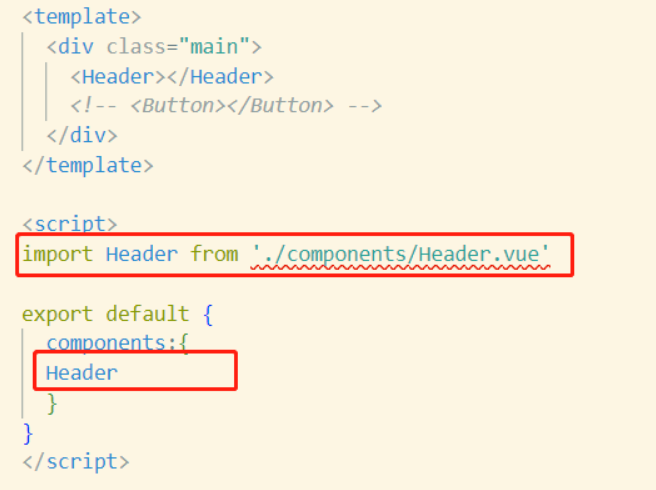 <template>
<div class="main">
<Header></Header>
<!-- <Button></Button> -->
</div>
</template>
<script>
import Header from './components/Header.vue'
export default {
components:{
Header
}
}
</script>